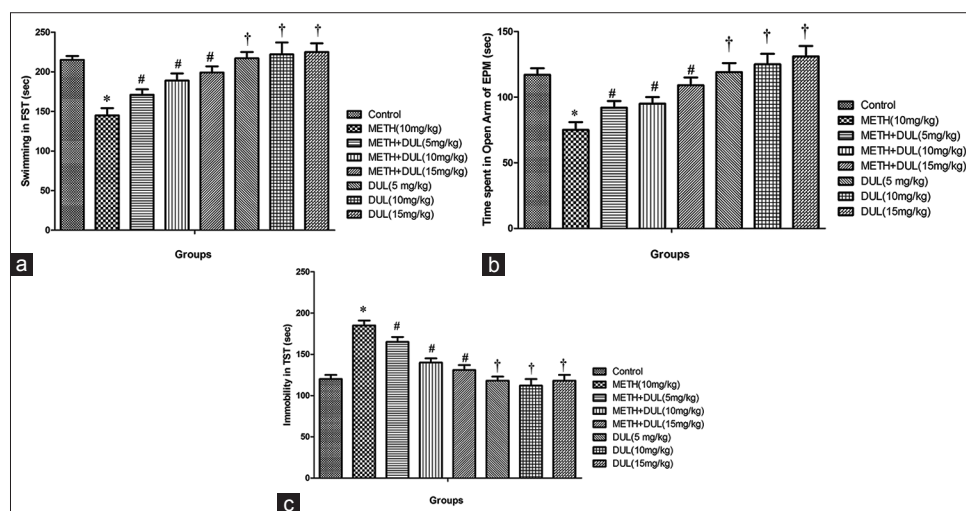 250
200
150
100
50
0
Swimming in FST (sec)
*
#
#
#
†
†
†
Control
METH(10mg/kg)
METH+DUL(5mg/kg)
METH+DUL(10mg/kg)
METH+DUL(15mg/kg)
DUL(5 mg/kg)
DUL(10mg/kg)
DUL(15mg/kg)
Groups
a
150
100
50
0
Time spent in Open Arm of EPM (sec)
*
#
#
#
†
†
†
Control
METH(10mg/kg)
METH+DUL(5mg/kg)
METH+DUL(10mg/kg)
METH+DUL(15mg/kg)
DUL(5 mg/kg)
DUL(10mg/kg)
DUL(15mg/kg)
Groups
b
250
200
150
100
50
0
Immobility in TST (sec)
*
#
#
#
†
†
†
Control
METH(10mg/kg)
METH+DUL(5mg/kg)
METH+DUL(10mg/kg)
METH+DUL(15mg/kg)
DUL(5 mg/kg)
DUL(10mg/kg)
DUL(15mg/kg)
Groups
c